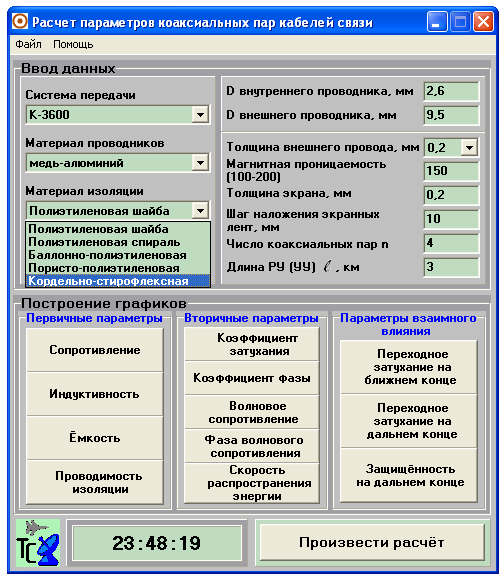 Расчет параметров коаксиальных пар кабелей связи
Файл Помощь
Ввод данных
Система передачи
К-3600
Материал проводников
медь-алюминий
Материал изоляции
Полиэтиленовая шайба
Полиэтиленовая шайба
Полиэтиленовая спираль
Баллонно-полиэтиленовая
Пористо-полиэтиленовая
Кордельно-стирофлексная
D внутреннего проводника, мм 2,6
D внешнего проводника, мм 9,5
Толщина внешнего провода, мм 0,2
Магнитная проницаемость
(100-200) 150
Толщина экрана, мм 0,2
Шаг наложения экранных
лент, мм 10
Число коаксиальных пар n 4
Длина РУ (УУ) ℓ , км 3
Построение графиков
Первичные параметры
Сопротивление
Индуктивность
Ёмкость
Проводимость
изоляции
Вторичные параметры
Коэффициент
затухания
Коэффициент фазы
Волновое
сопротивление
Фаза волнового
сопротивления
Скорость
распространения
энергии
Параметры взаимного
влияния
Переходное
затухание на
ближнем конце
Переходное
затухание на
дальнем конце
Защищённость
на дальнем конце
ТС
23:48:19
Произвести расчёт